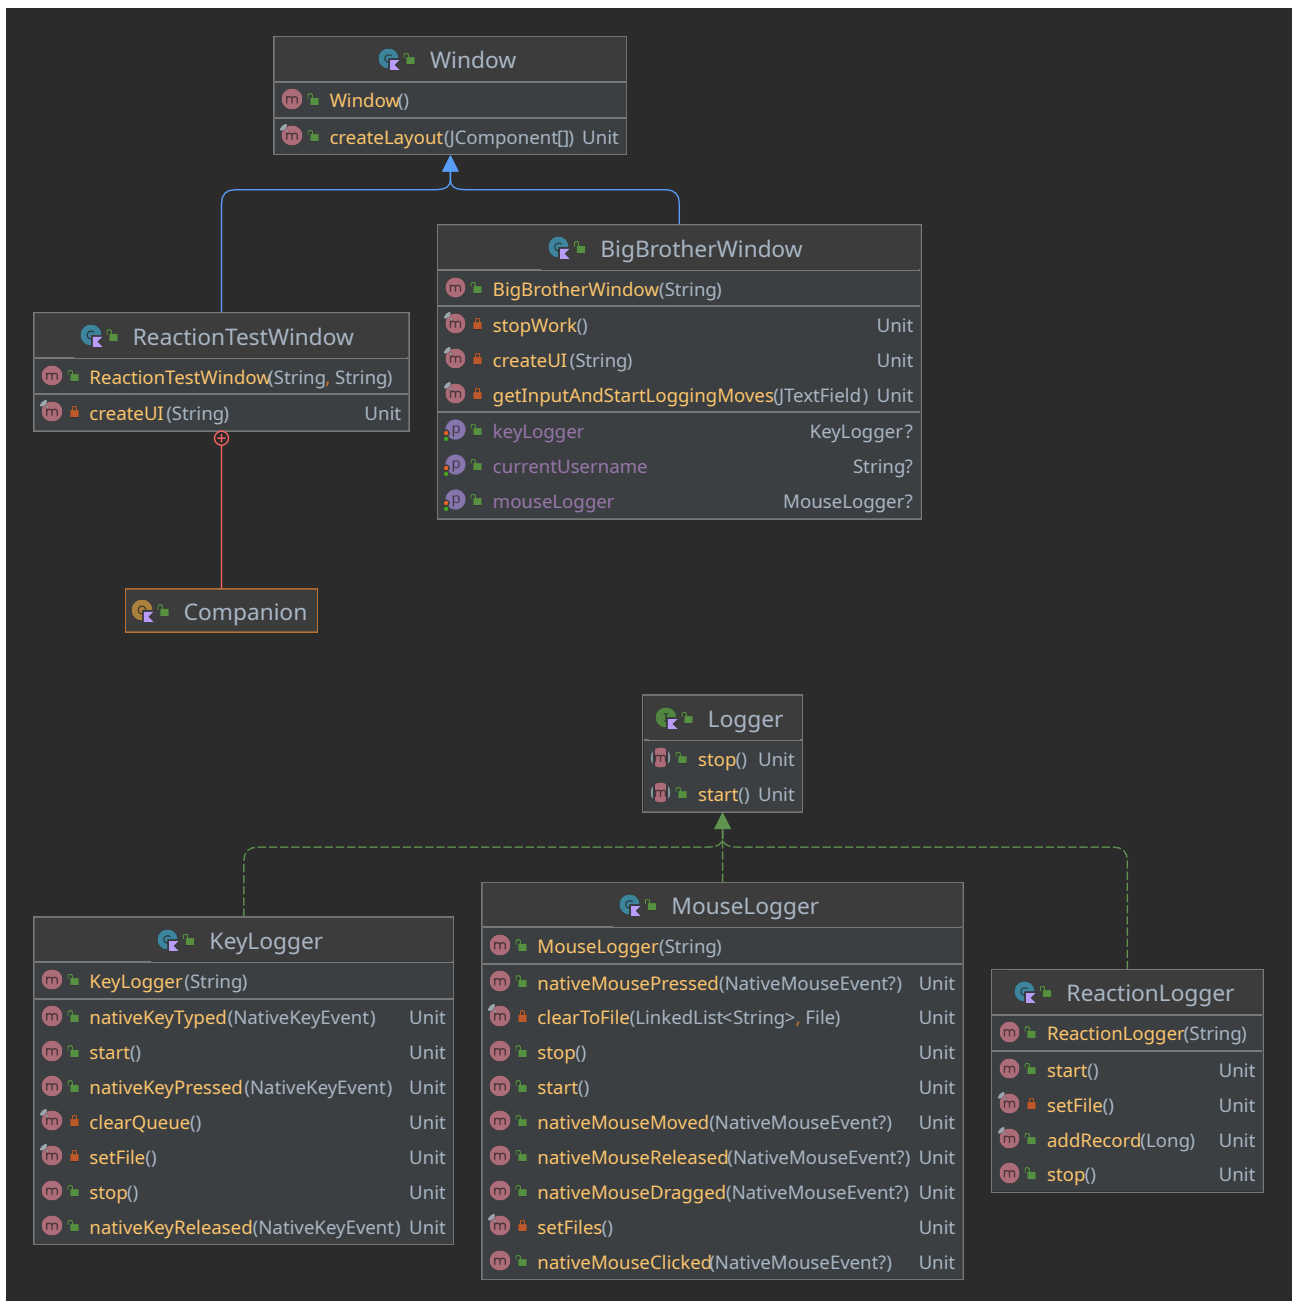 Window
Window()
createLayout(JComponent[]) Unit
BigBrotherWindow
BigBrotherWindow(String)
stopWork() Unit
createUI(String) Unit
getInputAndStartLoggingMoves(JTextField) Unit
keyLogger KeyLogger?
currentUsername String?
mouseLogger MouseLogger?
ReactionTestWindow
ReactionTestWindow(String, String)
createUI(String) Unit
Companion
Logger
stop() Unit
start() Unit
KeyLogger
KeyLogger(String)
nativeKeyTyped(NativeKeyEvent) Unit
start() Unit
nativeKeyPressed(NativeKeyEvent) Unit
clearQueue() Unit
setFile() Unit
stop() Unit
nativeKeyReleased(NativeKeyEvent) Unit
MouseLogger
MouseLogger(String)
nativeMousePressed(NativeMouseEvent?) Unit
clearToFile(LinkedList<String>, File) Unit
stop() Unit
start() Unit
nativeMouseMoved(NativeMouseEvent?) Unit
nativeMouseReleased(NativeMouseEvent?) Unit
nativeMouseDragged(NativeMouseEvent?) Unit
setFiles() Unit
nativeMouseClicked(NativeMouseEvent?) Unit
ReactionLogger
ReactionLogger(String)
start() Unit
setFile() Unit
addRecord(Long) Unit
stop() Unit